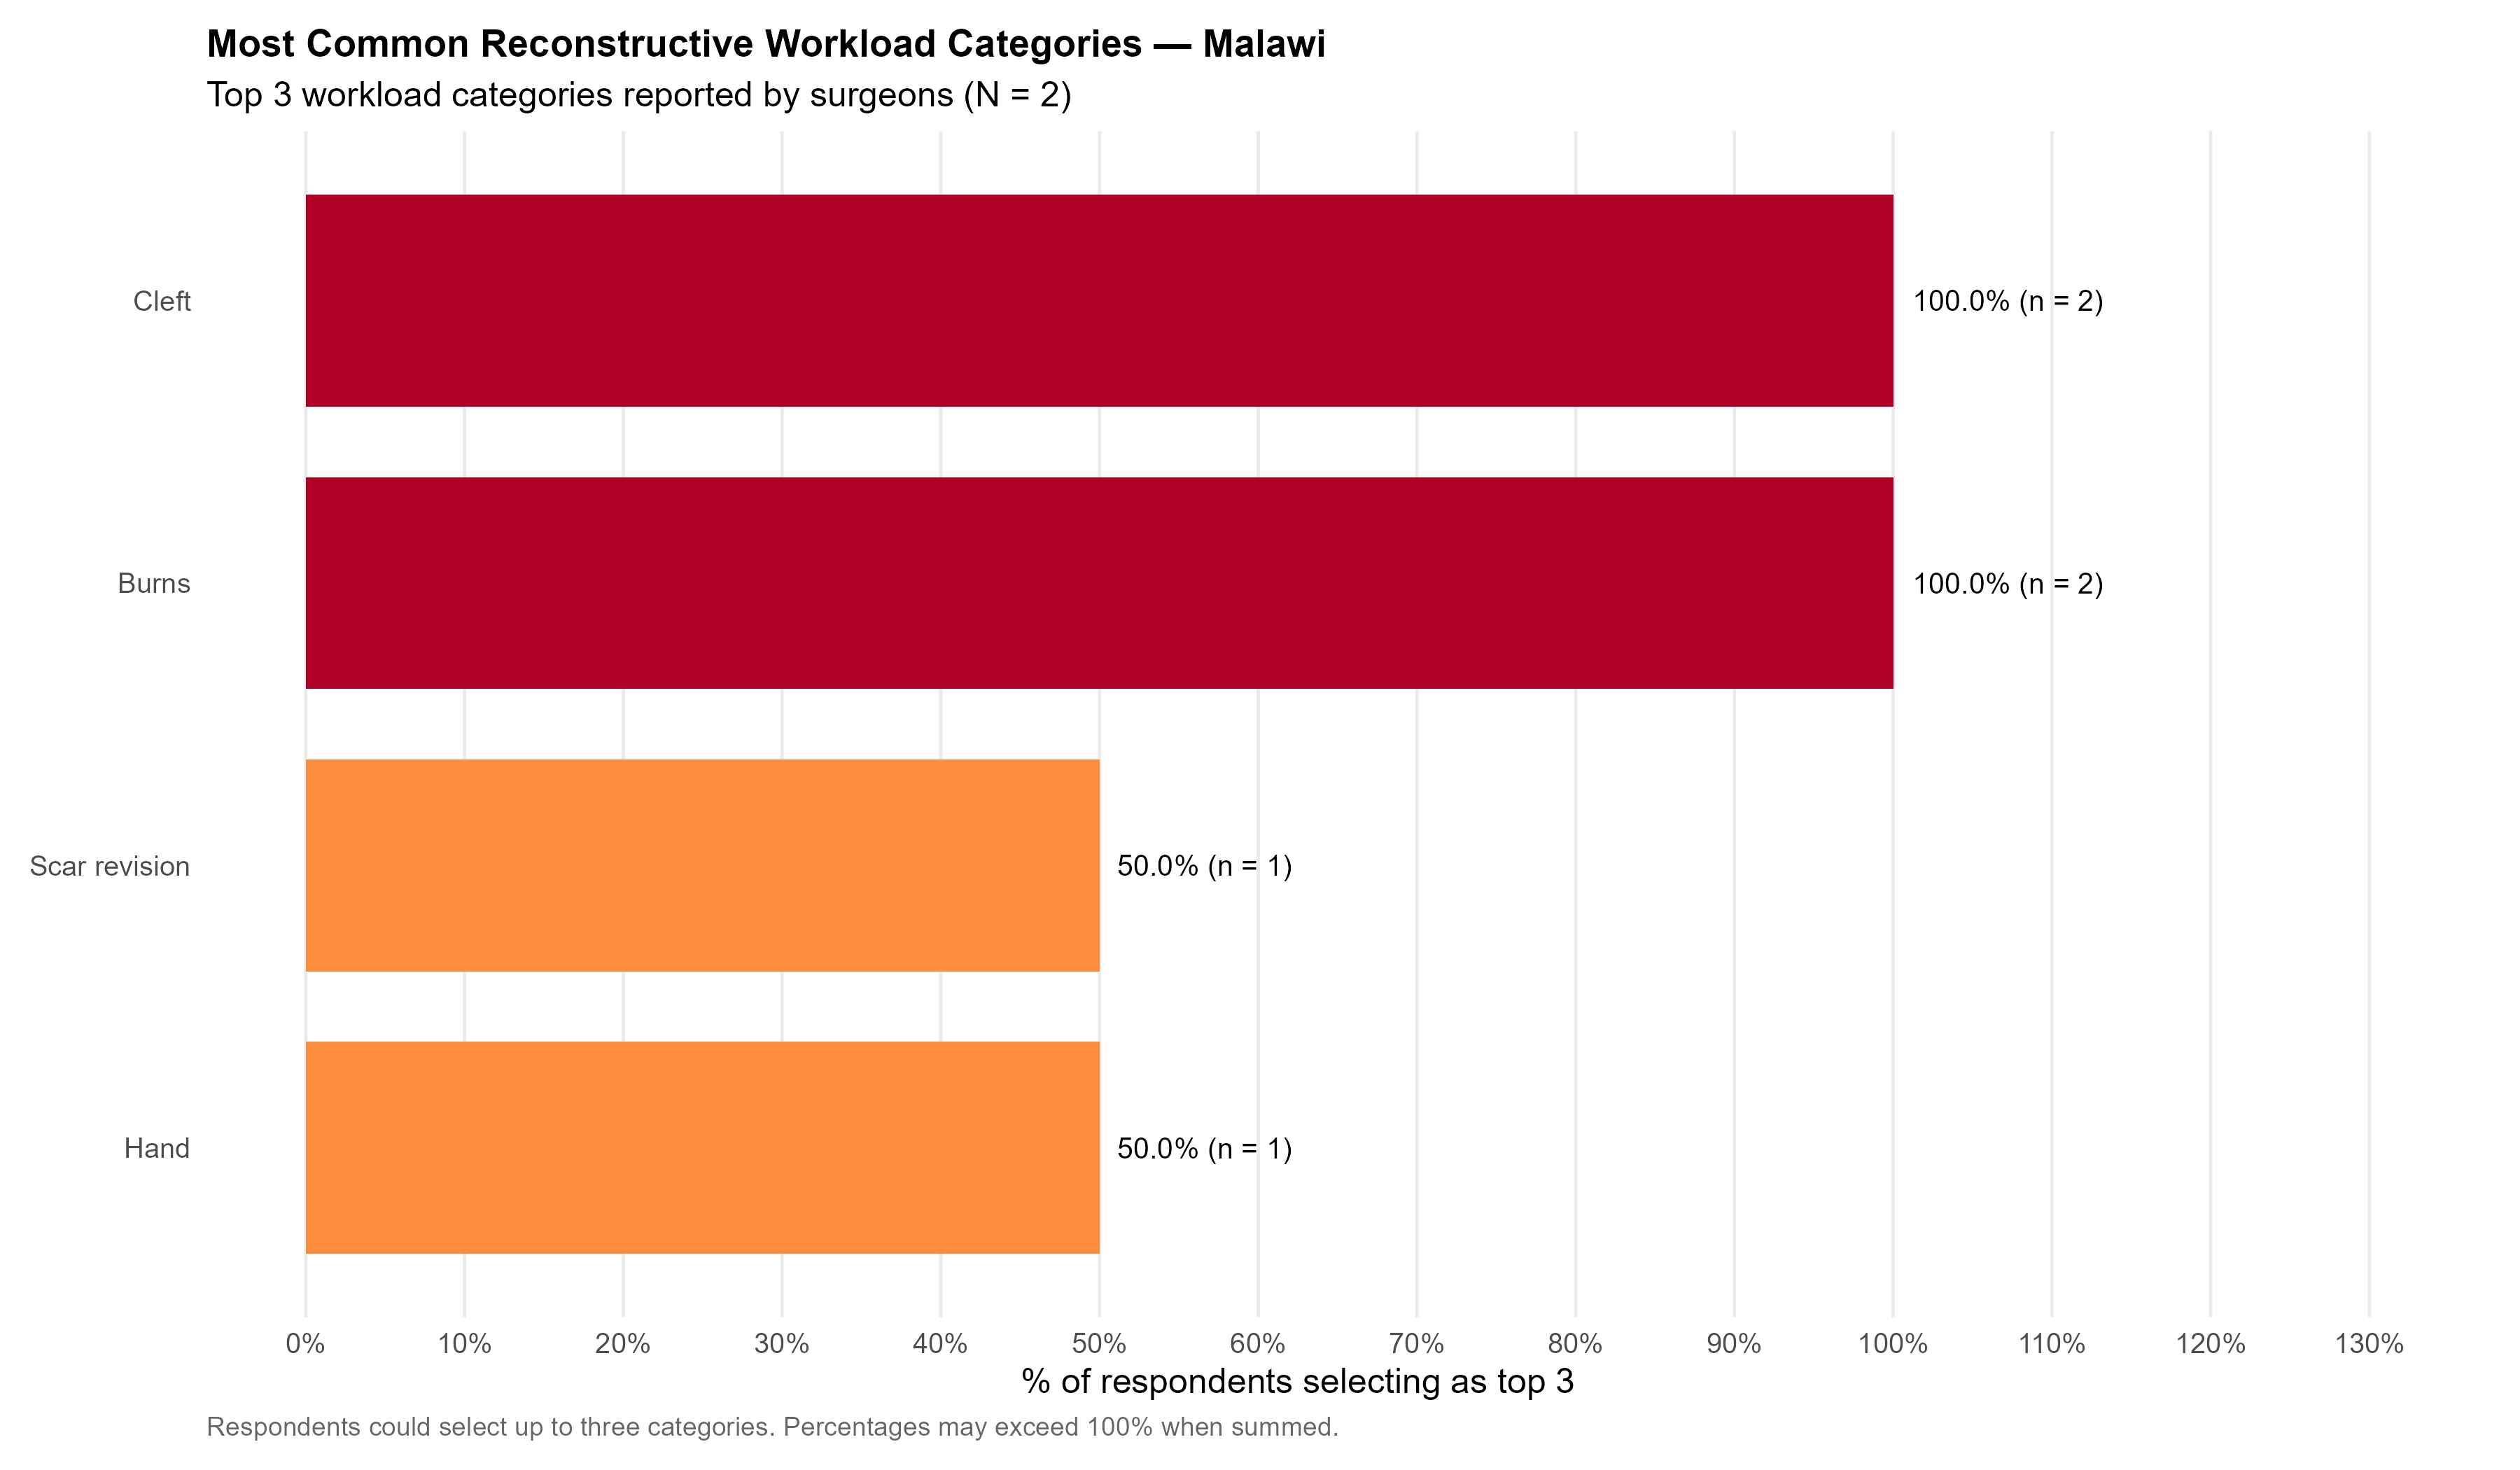 Most Common Reconstructive Workload Categories — Malawi
Top 3 workload categories reported by surgeons (N = 2)
Cleft
100.0% (n = 2)
Burns
100.0% (n = 2)
Scar revision
50.0% (n = 1)
Hand
50.0% (n = 1)
0% 10% 20% 30% 40% 50% 60% 70% 80% 90% 100% 110% 120% 130%
% of respondents selecting as top 3
Respondents could select up to three categories. Percentages may exceed 100% when summed.